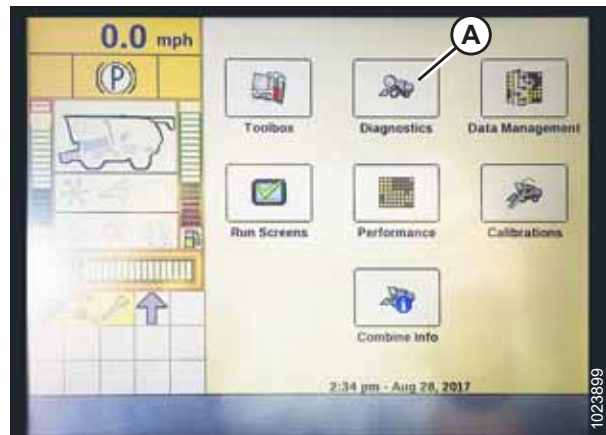 0.0 mph
(P)
A
Toolbox
Diagnostics
Data Management
Run Screens
Performance
Calibrations
Combine Info
2:34 pm - Aug 28, 2017
1023899